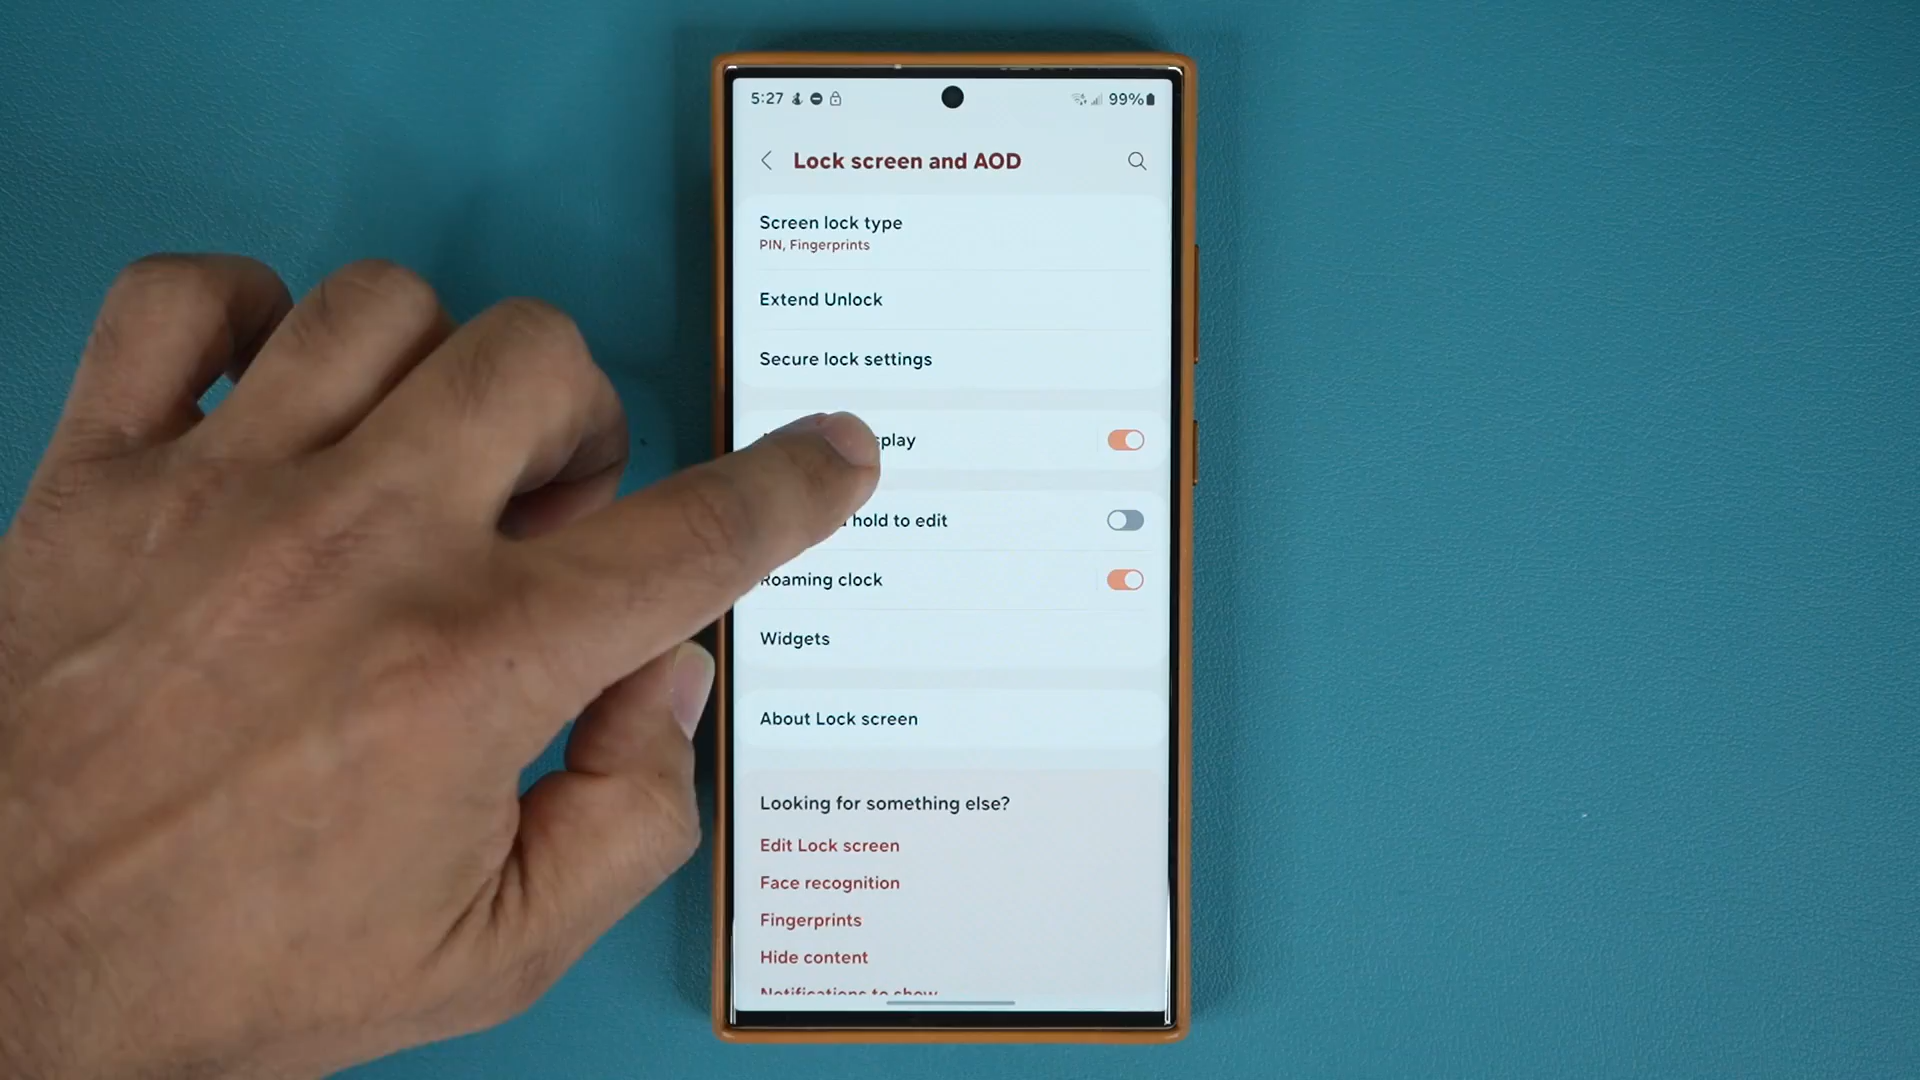 5:27 99%
Lock screen and AOD
Screen lock type
PIN, Fingerprints
Extend Unlock
Secure lock settings
hold to edit
Roaming clock
Widgets
About Lock screen
Looking for something else?
Edit Lock screen
Face recognition
Fingerprints
Hide content
Notifications to show